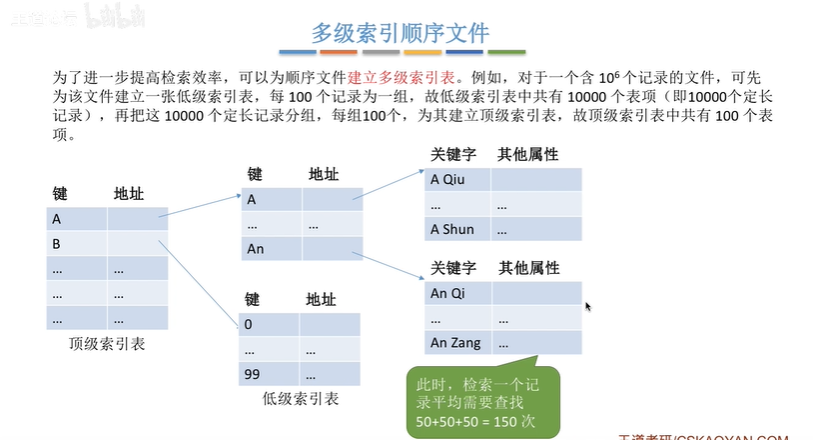 多级索引顺序文件
为了进一步提高检索效率，可以为顺序文件建立多级索引表。例如，对于一个含 10⁶ 个记录的文件，可先
为该文件建立一张低级索引表，每 100 个记录为一组，故低级索引表中共有 10000 个表项（即10000个定长
记录），再把这 10000 个定长记录分组，每组100个，为其建立顶级索引表，故顶级索引表中共有 100 个表
项。
键 地址
A
B
… …
… …
… …
顶级索引表
键 地址
A
… …
An
键 地址
0
… …
99 …
低级索引表
关键字 其他属性
A Qiu
… …
A Shun …
关键字 其他属性
An Qi
… …
An Zang …
此时，检索一个记
录平均需要查找
50+50+50 = 150 次
王道考研/CSKAOYAN.COM